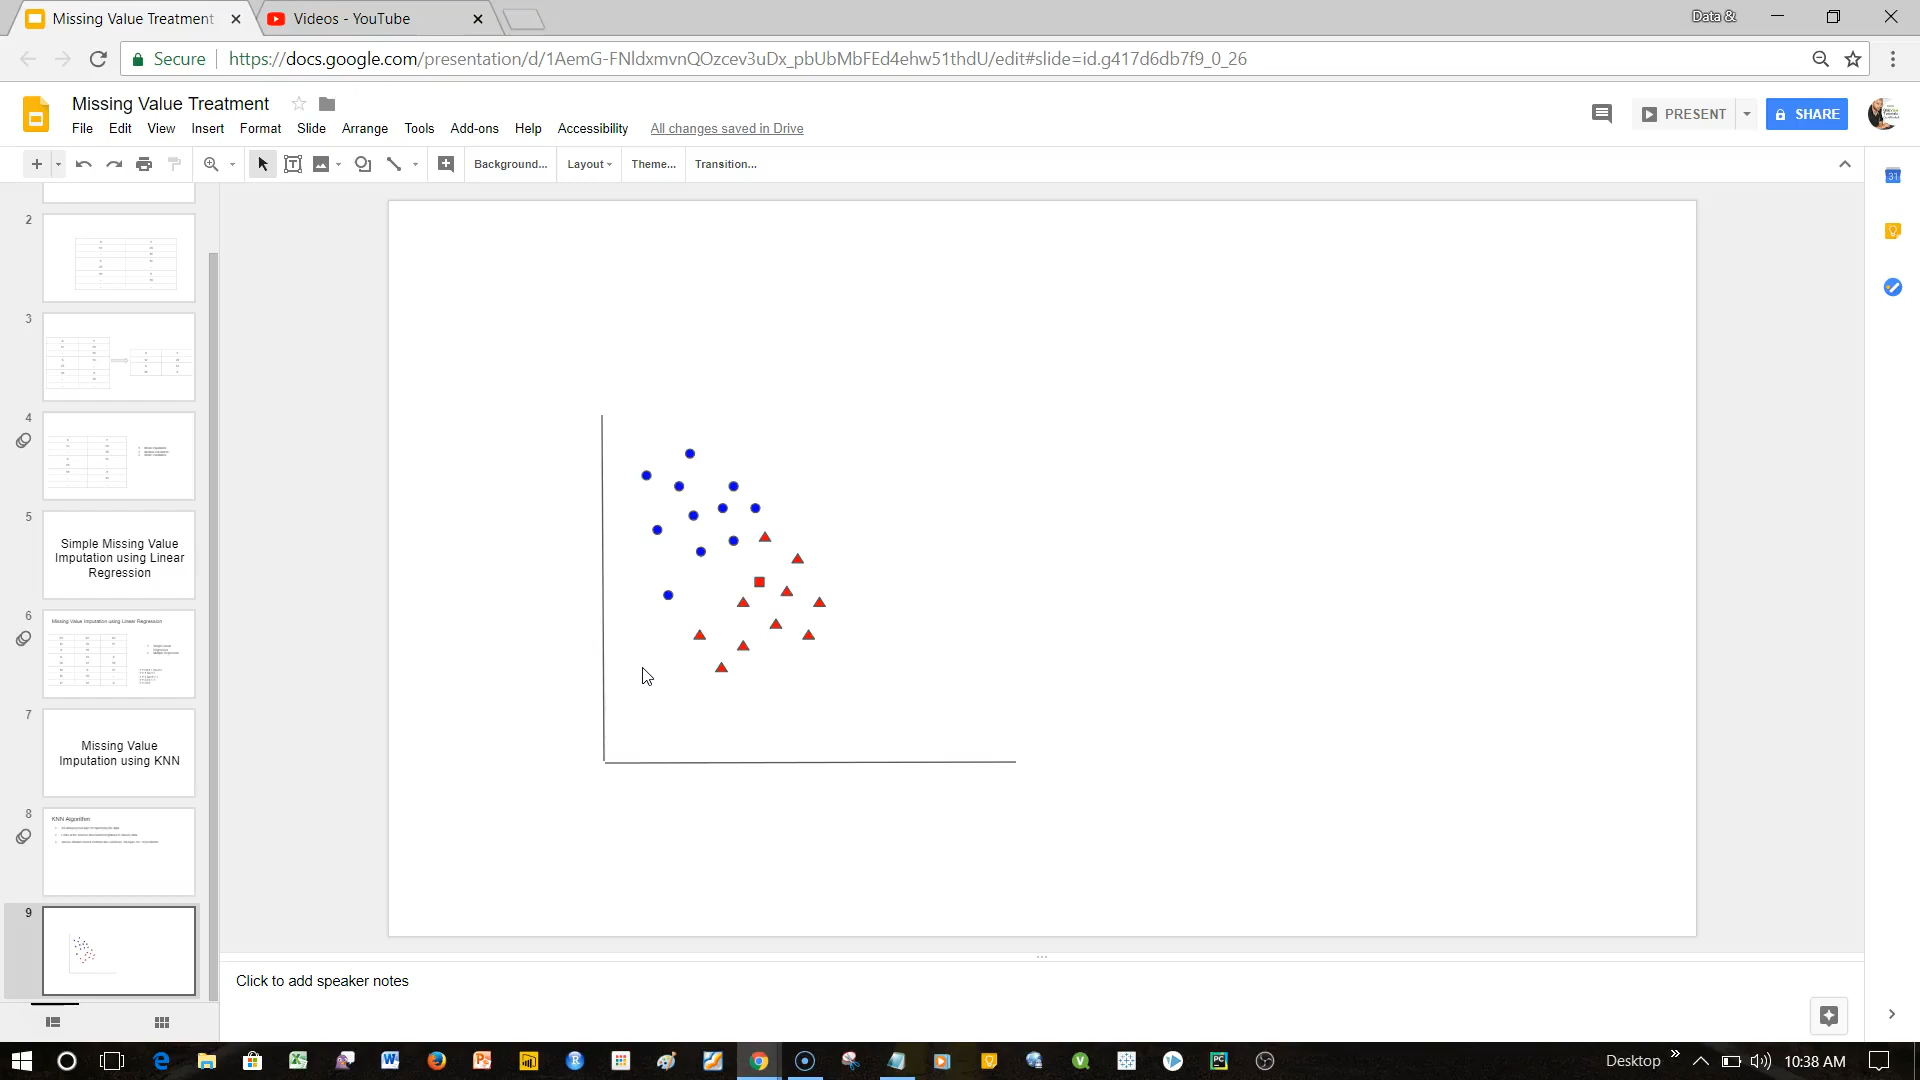 Missing Value Treatment
Videos - YouTube
Data &
Secure
https://docs.google.com/presentation/d/1AemG-FNldxmvnQOzcev3uDx_pbUbMbFEd4ehw51thdU/edit#slide=id.g417d6db7f9_0_26
Missing Value Treatment
PRESENT
SHARE
File Edit View Insert Format Slide Arrange Tools Add-ons Help Accessibility All changes saved in Drive
Background... Layout Theme... Transition...
31
2
3
4
5
Simple Missing Value
Imputation using Linear
Regression
6
Missing Value Imputation using Linear Regression
7
Missing Value
Imputation using KNN
8
KNN Algorithm
9
Click to add speaker notes
Desktop
10:38 AM